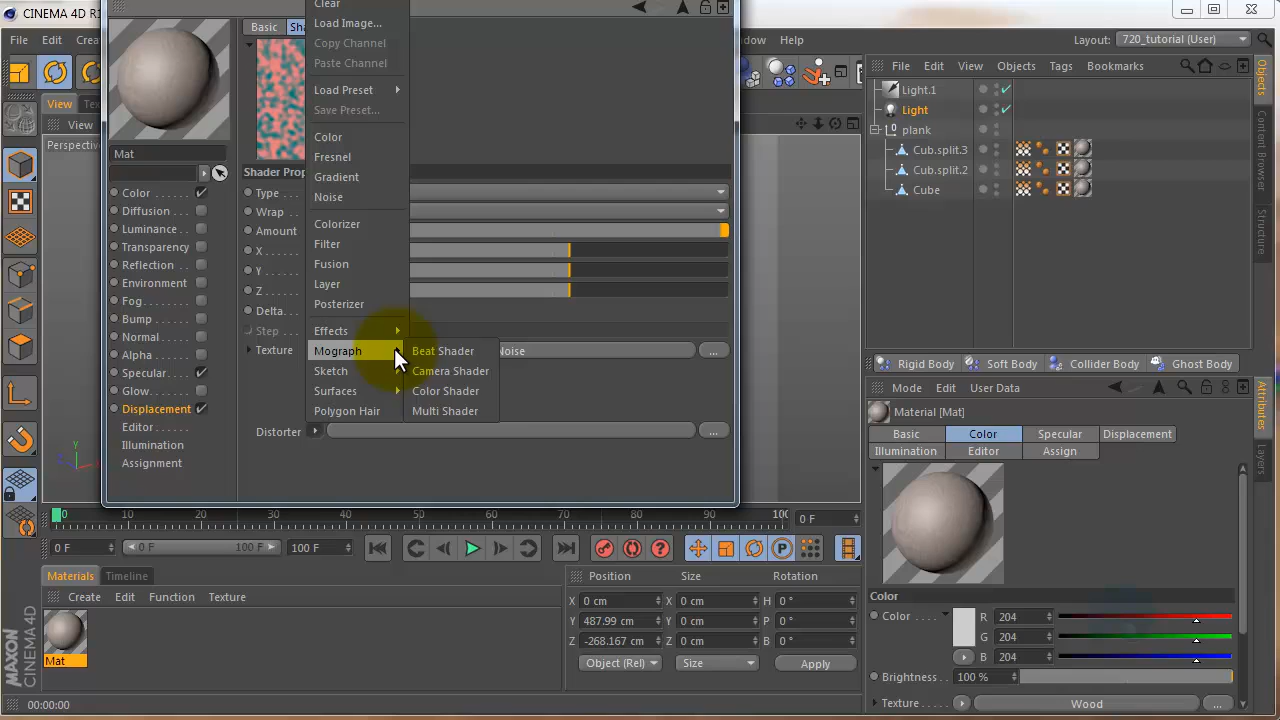 CINEMA 4D R1
File Edit Crea
Help
Layout: 720_tutorial (User)
File Edit View Objects Tags Bookmarks
View
View
Perspective
Light.1
Light
plank
Cub.split.3
Cub.split.2
Cube
Objects
Content Browser
Structure
Mat
Color
Diffusion
Luminance
Transparency
Reflection
Environment
Fog
Bump
Normal
Alpha
Specular
Glow
Displacement
Editor
Illumination
Assignment
Basic
Shader Prop
Type
Wrap
Amount
X
Y
Z
Delta
Step
Texture
Noise
...
Distorter
...
Clear
Load Image...
Copy Channel
Paste Channel
Load Preset
Save Preset...
Color
Fresnel
Gradient
Noise
Colorizer
Filter
Fusion
Layer
Posterizer
Effects
Mograph
Sketch
Surfaces
Polygon Hair
Beat Shader
Camera Shader
Color Shader
Multi Shader
Rigid Body Soft Body Collider Body Ghost Body
Mode Edit User Data
Material [Mat]
Basic Color Specular Displacement
Illumination Editor Assign
Attributes
Layers
Color
Color R 204
G 204
B 204
Brightness 100 %
Texture Wood ...
0 10 20 30 40 50 60 70 80 90 100 0 F
0 F 0 F 100 F 100 F
Materials Timeline
Create Edit Function Texture
Mat
Position Size Rotation
X 0 cm X 0 cm H 0 °
Y 487.99 cm Y 0 cm P 0 °
Z -268.167 cm Z 0 cm B 0 °
Object (Rel) Size Apply
MAXON CINEMA 4D
00:00:00